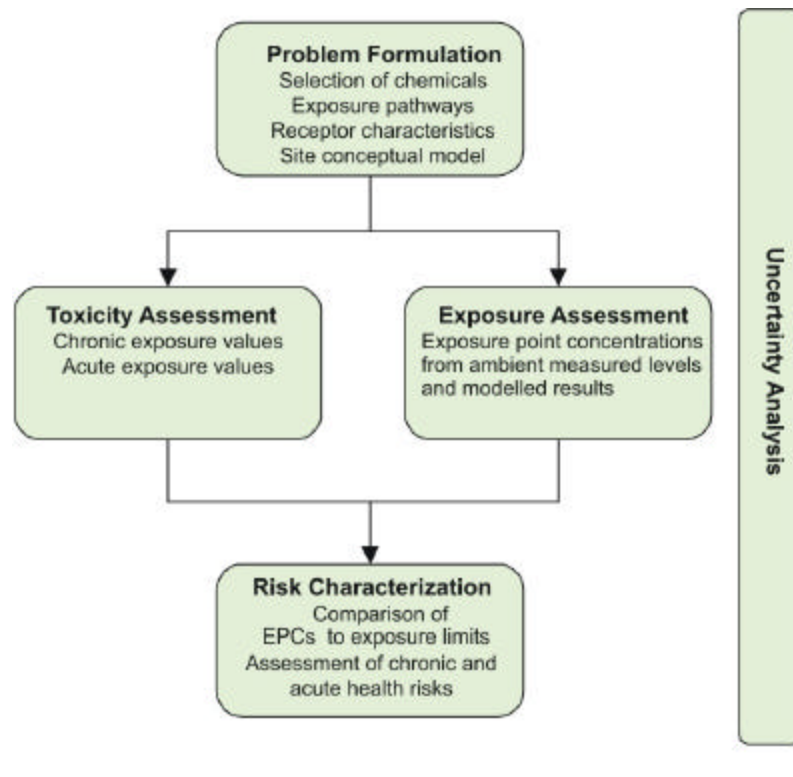 Problem Formulation
Selection of chemicals
Exposure pathways
Receptor characteristics
Site conceptual model
Toxicity Assessment
Chronic exposure values
Acute exposure values
Exposure Assessment
Exposure point concentrations
from ambient measured levels
and modelled results
Risk Characterization
Comparison of
EPCs to exposure limits
Assessment of chronic and
acute health risks
Uncertainty Analysis